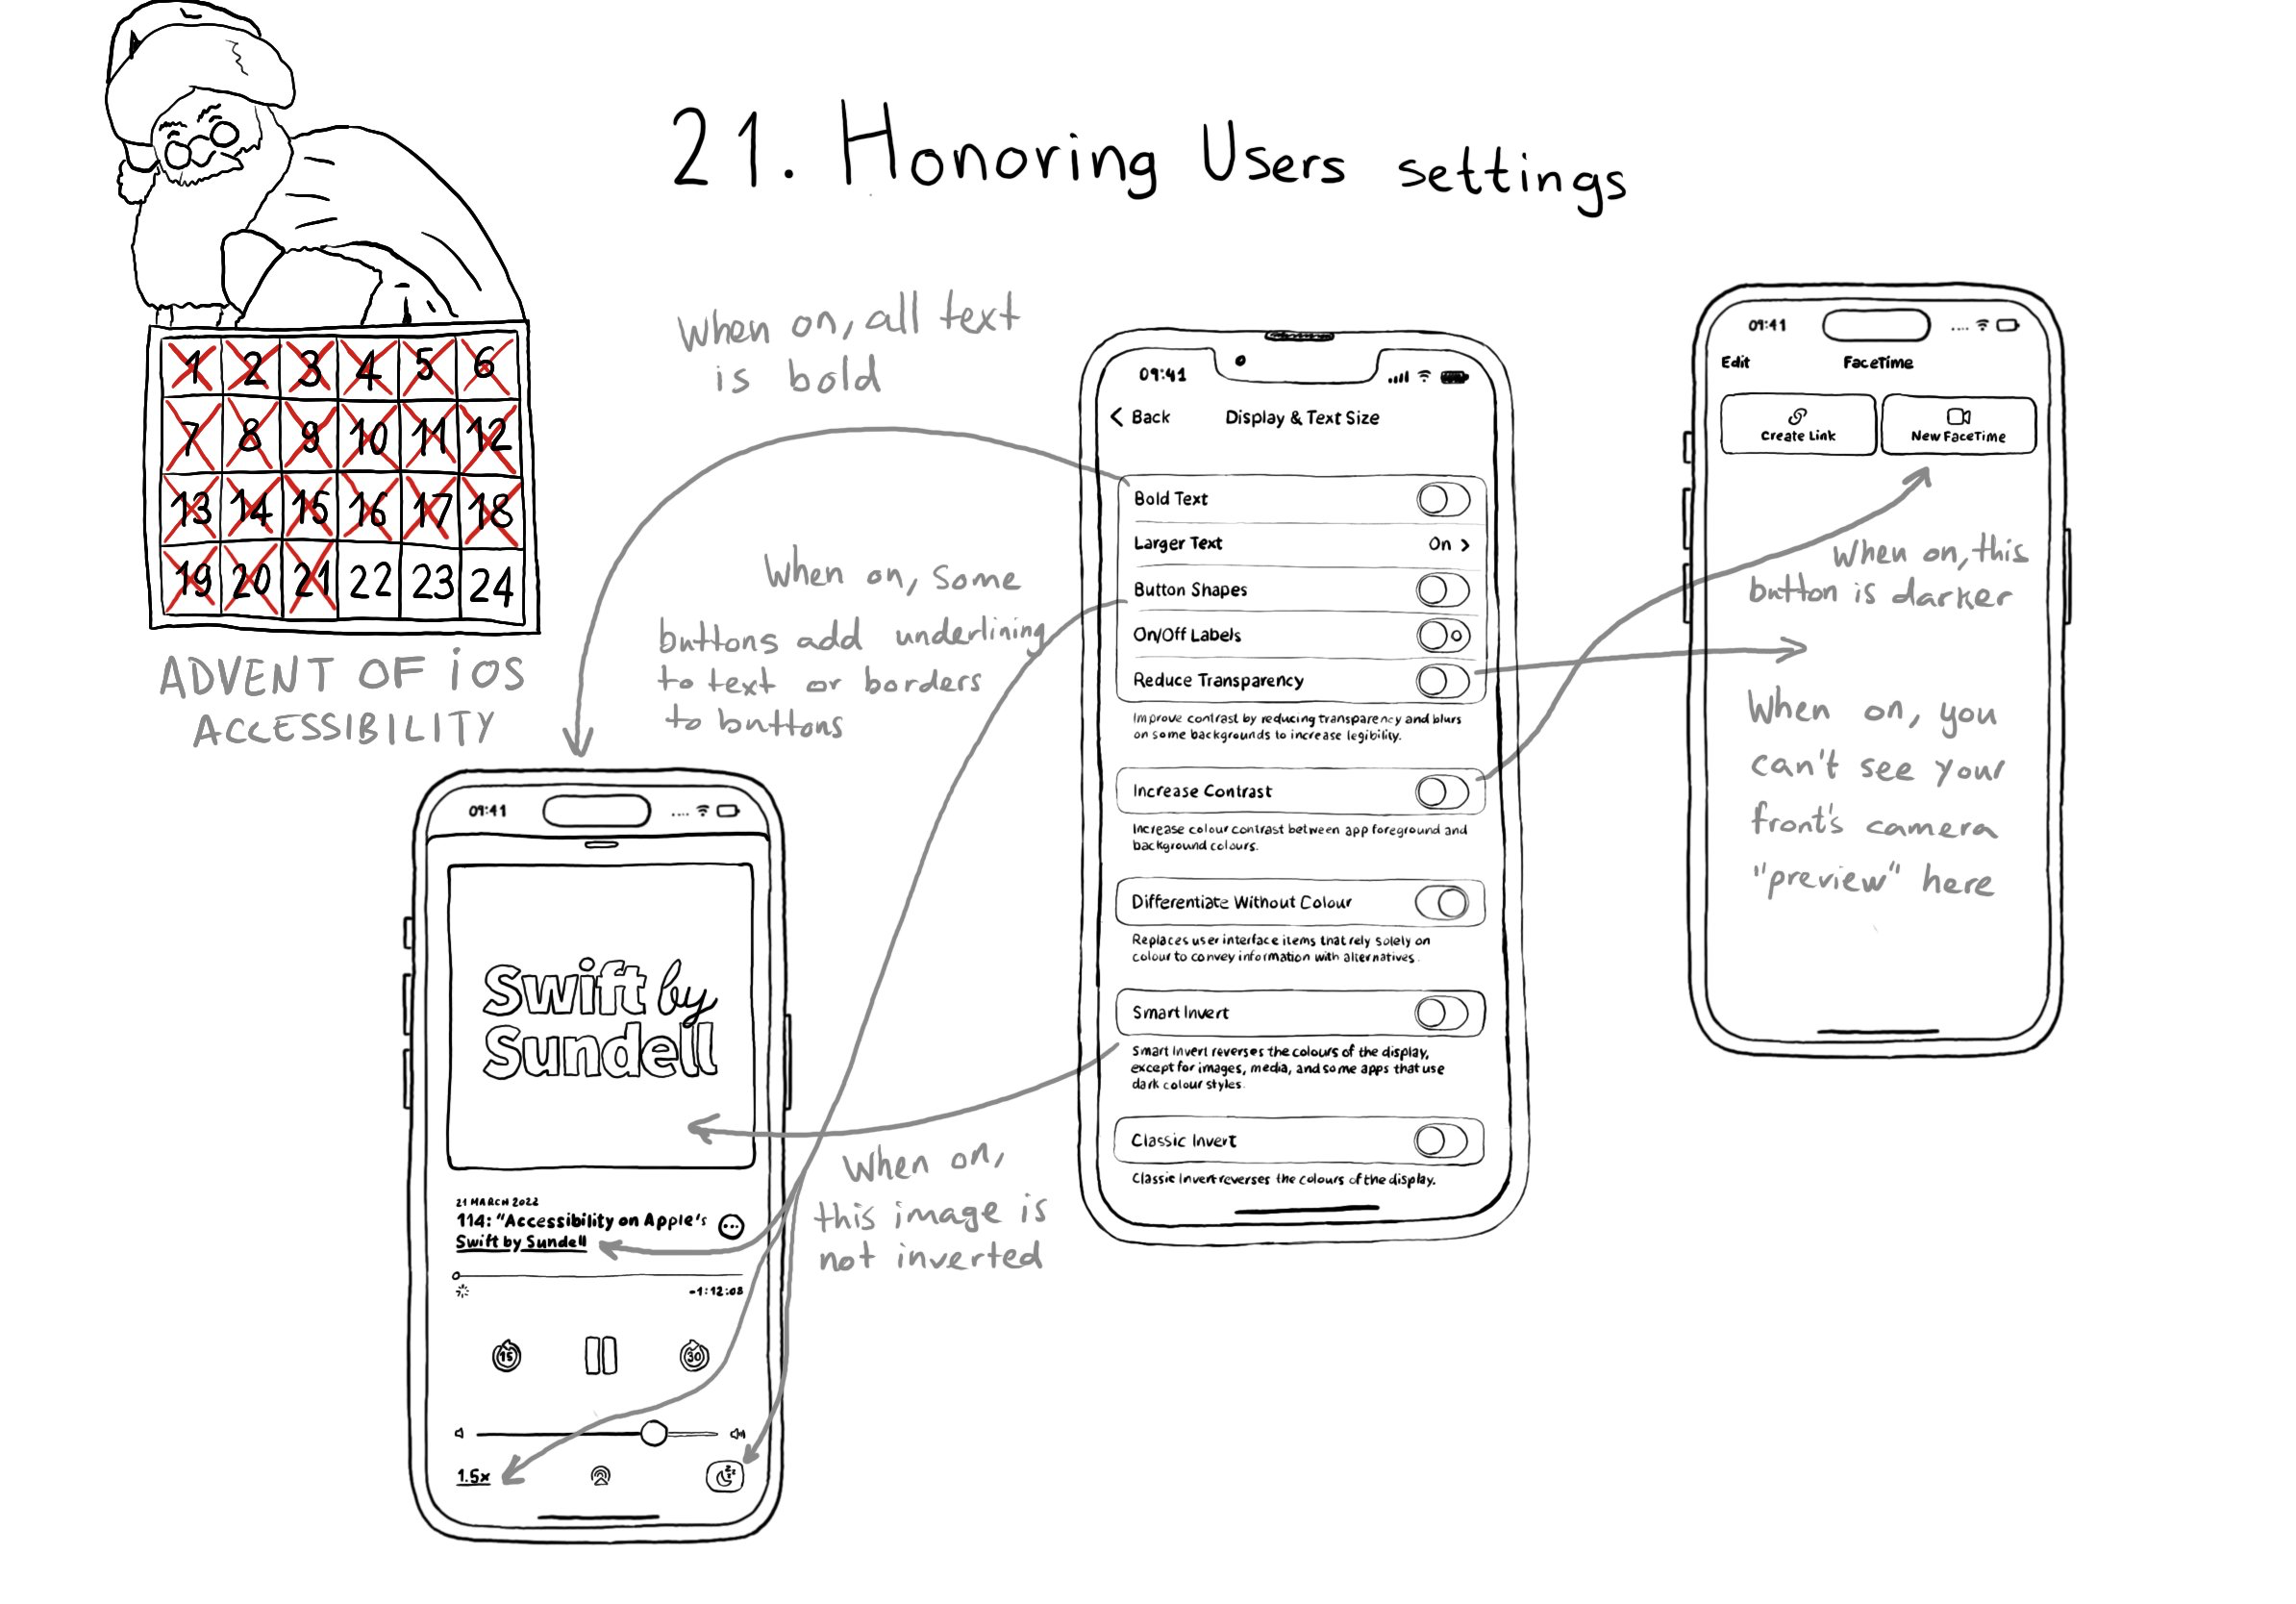 21. Honoring Users settings
1 2 3 4 5 6
7 8 9 10 11 12
13 14 15 16 17 18
19 20 21 22 23 24
ADVENT OF iOS
ACCESSIBILITY
When on, all text
is bold
When on, some
buttons add underlining
to text or borders
to buttons
09:41
Swift by
Sundell
21 MARCH 2022
114: "Accessibility on Apple's
Swift by Sundell
-1:12:08
15
30
1.5x
zzz
When on,
this image is
not inverted
09:41
Back
Display & Text Size
Bold Text
Larger Text On
Button Shapes
On/Off Labels
Reduce Transparency
Improve contrast by reducing transparency and blurs
on some backgrounds to increase legibility.
Increase Contrast
Increase colour contrast between app foreground and
background colours.
Differentiate Without Colour
Replaces user interface items that rely solely on
colour to convey information with alternatives.
Smart Invert
Smart Invert reverses the colours of the display,
except for images, media, and some apps that use
dark colour styles.
Classic Invert
Classic Invert reverses the colours of the display.
09:41
Edit FaceTime
Create Link
New FaceTime
When on, this
button is darker
When on, you
can't see your
front's camera
"preview" here